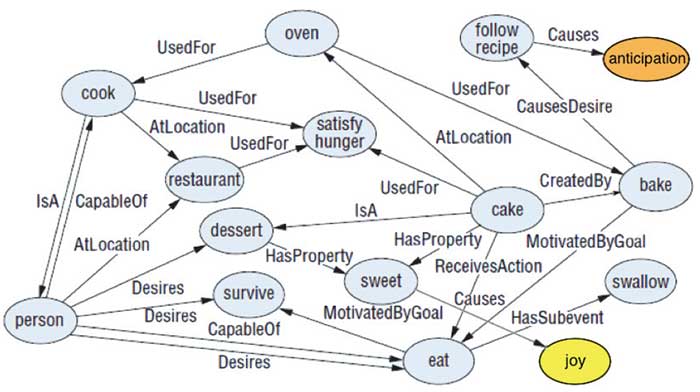 oven
follow
recipe
Causes
anticipation
UsedFor
cook
UsedFor
UsedFor
CausesDesire
AtLocation
satisfy
hunger
AtLocation
UsedFor
restaurant
UsedFor
CreatedBy
bake
IsA
CapableOf
IsA
cake
AtLocation
dessert
HasProperty
MotivatedByGoal
HasProperty
ReceivesAction
sweet
swallow
Desires
survive
Causes
person
Desires
MotivatedByGoal
HasSubevent
CapableOf
Desires
eat
joy